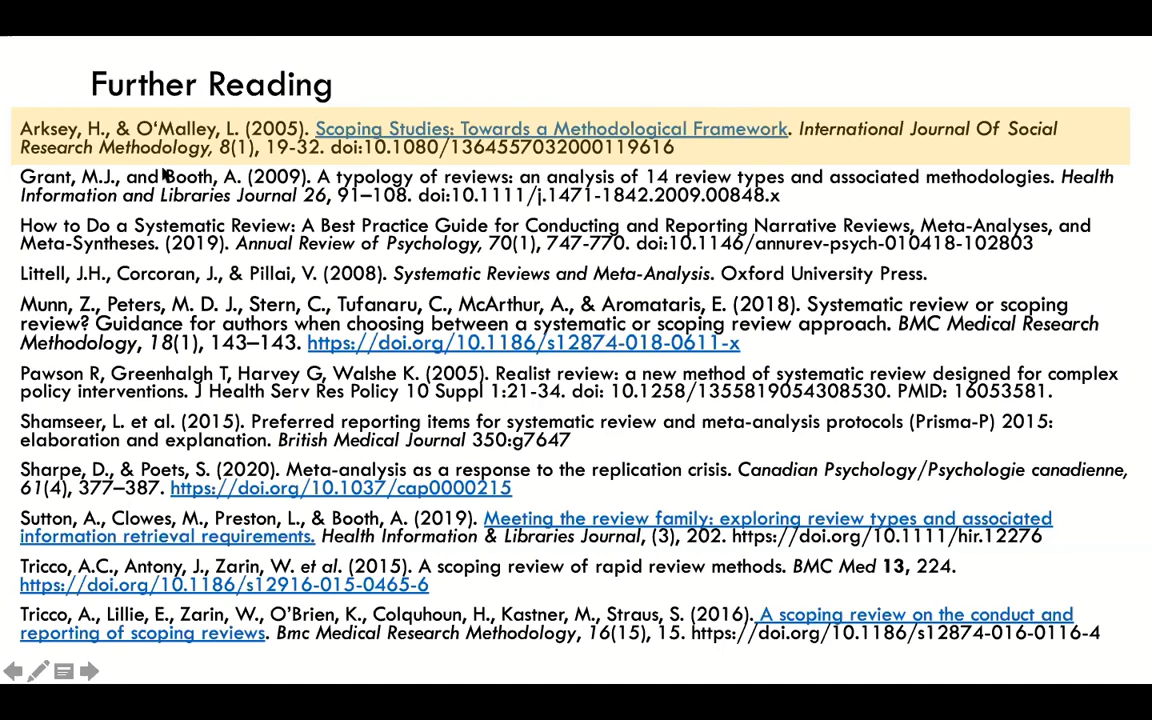 Further Reading
Arksey, H., & O‘Malley, L. (2005). Scoping Studies: Towards a Methodological Framework. International Journal Of Social
Research Methodology, 8(1), 19-32. doi:10.1080/1364557032000119616
Grant, M.J., and Booth, A. (2009). A typology of reviews: an analysis of 14 review types and associated methodologies. Health
Information and Libraries Journal 26, 91–108. doi:10.1111/j.1471-1842.2009.00848.x
How to Do a Systematic Review: A Best Practice Guide for Conducting and Reporting Narrative Reviews, Meta-Analyses, and
Meta-Syntheses. (2019). Annual Review of Psychology, 70(1), 747-770. doi:10.1146/annurev-psych-010418-102803
Littell, J.H., Corcoran, J., & Pillai, V. (2008). Systematic Reviews and Meta-Analysis. Oxford University Press.
Munn, Z., Peters, M. D. J., Stern, C., Tufanaru, C., McArthur, A., & Aromataris, E. (2018). Systematic review or scoping
review? Guidance for authors when choosing between a systematic or scoping review approach. BMC Medical Research
Methodology, 18(1), 143–143. https://doi.org/10.1186/s12874-018-0611-x
Pawson R, Greenhalgh T, Harvey G, Walshe K. (2005). Realist review: a new method of systematic review designed for complex
policy interventions. J Health Serv Res Policy 10 Suppl 1:21-34. doi: 10.1258/1355819054308530. PMID: 16053581.
Shamseer, L. et al. (2015). Preferred reporting items for systematic review and meta-analysis protocols (Prisma-P) 2015:
elaboration and explanation. British Medical Journal 350:g7647
Sharpe, D., & Poets, S. (2020). Meta-analysis as a response to the replication crisis. Canadian Psychology/Psychologie canadienne,
61(4), 377–387. https://doi.org/10.1037/cap0000215
Sutton, A., Clowes, M., Preston, L., & Booth, A. (2019). Meeting the review family: exploring review types and associated
information retrieval requirements. Health Information & Libraries Journal, (3), 202. https://doi.org/10.1111/hir.12276
Tricco, A.C., Antony, J., Zarin, W. et al. (2015). A scoping review of rapid review methods. BMC Med 13, 224.
https://doi.org/10.1186/s12916-015-0465-6
Tricco, A., Lillie, E., Zarin, W., O’Brien, K., Colquhoun, H., Kastner, M., Straus, S. (2016). A scoping review on the conduct and
reporting of scoping reviews. Bmc Medical Research Methodology, 16(15), 15. https://doi.org/10.1186/s12874-016-0116-4